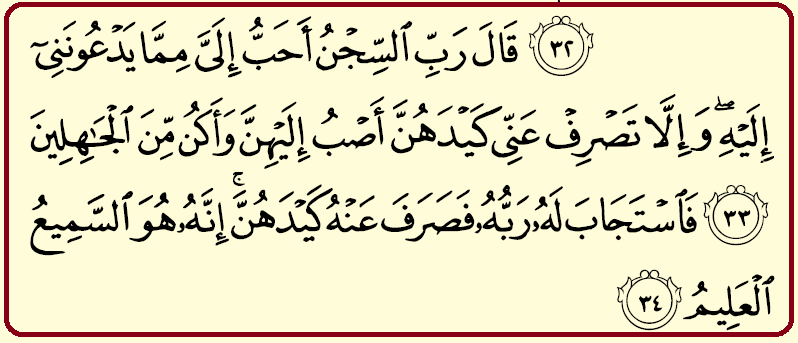 ٣٢ قَالَ رَبِّ ٱلسِّجْنُ أَحَبُّ إِلَىَّ مِمَّا يَدْعُونَنِىٓ
إِلَيْهِ ۖ وَإِلَّا تَصْرِفْ عَنِّى كَيْدَهُنَّ أَصْبُ إِلَيْهِنَّ وَأَكُن مِّنَ ٱلْجَـٰهِلِينَ
٣٣ فَٱسْتَجَابَ لَهُۥ رَبُّهُۥ فَصَرَفَ عَنْهُ كَيْدَهُنَّ ۚ إِنَّهُۥ هُوَ ٱلسَّمِيعُ
ٱلْعَلِيمُ ٣٤